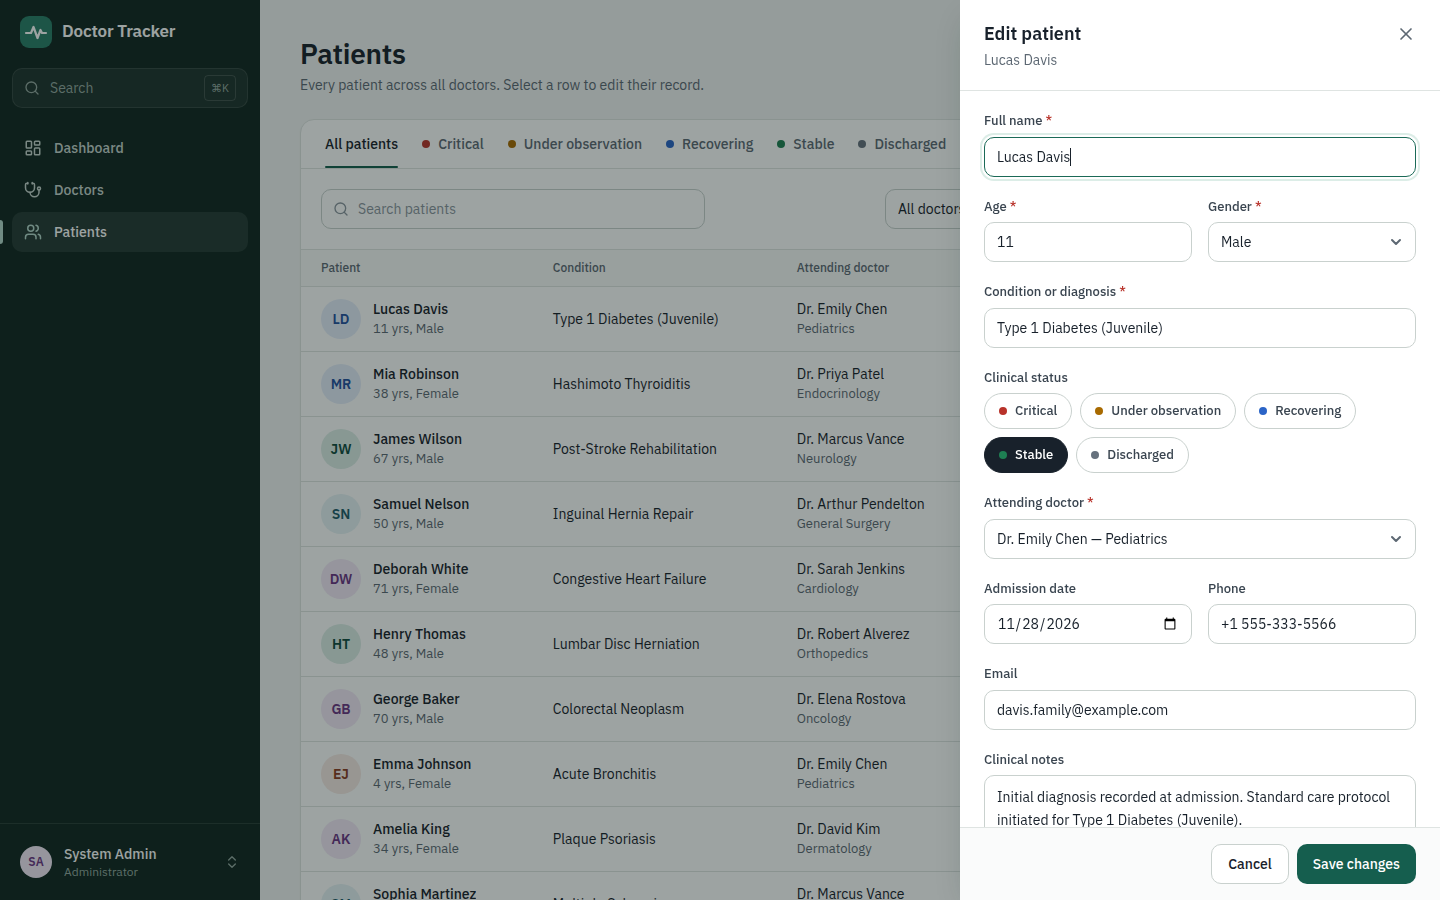 Doctor Tracker
Search
⌘K
Dashboard
Doctors
Patients
SA
System Admin
Administrator
Patients
Every patient across all doctors. Select a row to edit their record.
All patients
Critical
Under observation
Recovering
Stable
Discharged
Search patients
All doctors
Patient
Condition
Attending doctor
LD
Lucas Davis
11 yrs, Male
Type 1 Diabetes (Juvenile)
Dr. Emily Chen
Pediatrics
MR
Mia Robinson
38 yrs, Female
Hashimoto Thyroiditis
Dr. Priya Patel
Endocrinology
JW
James Wilson
67 yrs, Male
Post-Stroke Rehabilitation
Dr. Marcus Vance
Neurology
SN
Samuel Nelson
50 yrs, Male
Inguinal Hernia Repair
Dr. Arthur Pendelton
General Surgery
DW
Deborah White
71 yrs, Female
Congestive Heart Failure
Dr. Sarah Jenkins
Cardiology
HT
Henry Thomas
48 yrs, Male
Lumbar Disc Herniation
Dr. Robert Alverez
Orthopedics
GB
George Baker
70 yrs, Male
Colorectal Neoplasm
Dr. Elena Rostova
Oncology
EJ
Emma Johnson
4 yrs, Female
Acute Bronchitis
Dr. Emily Chen
Pediatrics
AK
Amelia King
34 yrs, Female
Plaque Psoriasis
Dr. David Kim
Dermatology
Sophia Martinez
Dr. Marcus Vance
Edit patient
Lucas Davis
Full name *
Lucas Davis
Age *
Gender *
11
Male
Condition or diagnosis *
Type 1 Diabetes (Juvenile)
Clinical status
Critical
Under observation
Recovering
Stable
Discharged
Attending doctor *
Dr. Emily Chen — Pediatrics
Admission date
Phone
11/28/2026
+1 555-333-5566
Email
davis.family@example.com
Clinical notes
Initial diagnosis recorded at admission. Standard care protocol
initiated for Type 1 Diabetes (Juvenile).
Cancel
Save changes